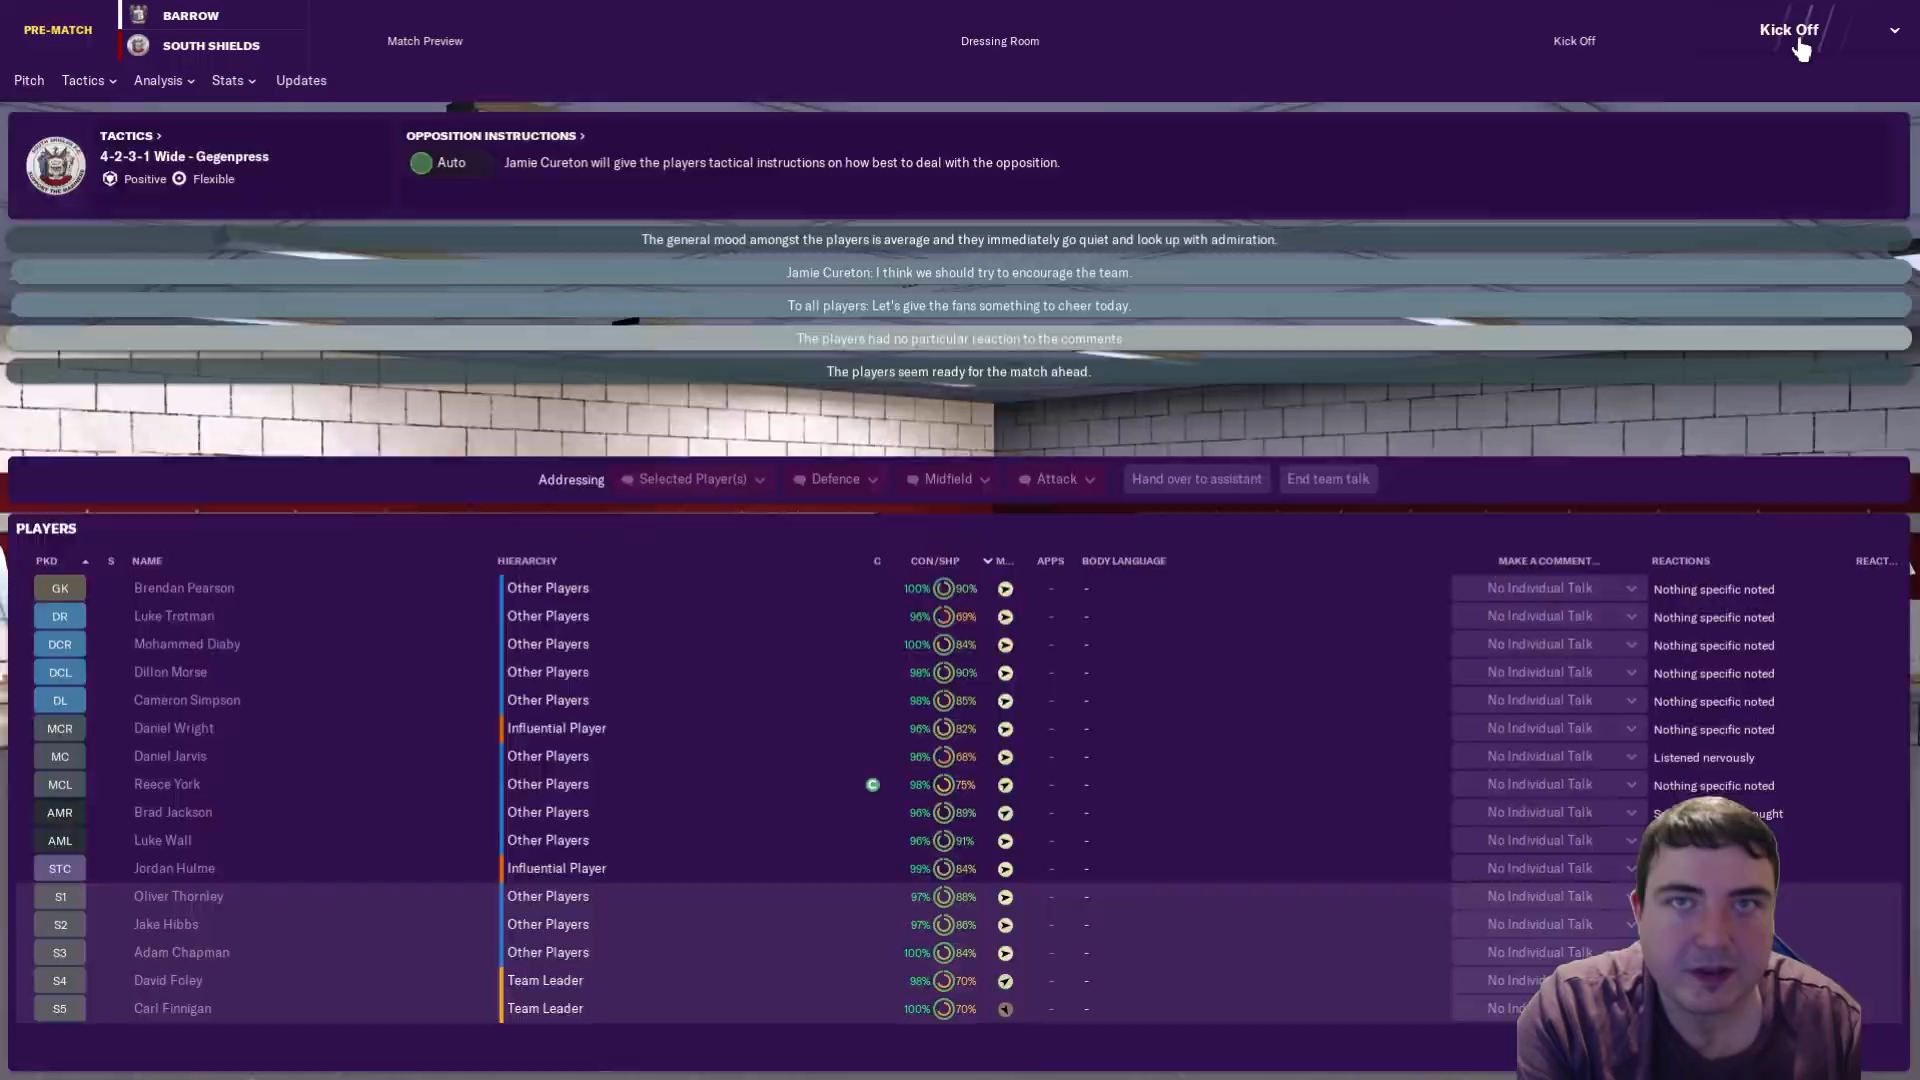 PRE-MATCH
BARROW
SOUTH SHIELDS
Match Preview
Dressing Room
Kick Off
Kick Off
Pitch Tactics Analysis Stats Updates
TACTICS >
4-2-3-1 Wide - Gegenpress
Positive Flexible
OPPOSITION INSTRUCTIONS >
Auto Jamie Cureton will give the players tactical instructions on how best to deal with the opposition.
The general mood amongst the players is average and they immediately go quiet and look up with admiration.
Jamie Cureton: I think we should try to encourage the team.
To all players: Let's give the fans something to cheer today.
The players had no particular reaction to the comments
The players seem ready for the match ahead.
Addressing Selected Player(s) Defence Midfield Attack Hand over to assistant End team talk
PLAYERS
PKD S NAME HIERARCHY C CON/SHP M... APPS BODY LANGUAGE MAKE A COMMENT... REACTIONS REACT...
GK Brendan Pearson Other Players 100% 90% - - No Individual Talk Nothing specific noted
DR Luke Trotman Other Players 96% 69% - - No Individual Talk Nothing specific noted
DCR Mohammed Diaby Other Players 100% 84% - - No Individual Talk Nothing specific noted
DCL Dillon Morse Other Players 98% 90% - - No Individual Talk Nothing specific noted
DL Cameron Simpson Other Players 98% 85% - - No Individual Talk Nothing specific noted
MCR Daniel Wright Influential Player 96% 82% - - No Individual Talk Nothing specific noted
MC Daniel Jarvis Other Players 96% 68% - - No Individual Talk Listened nervously
MCL Reece York Other Players C 98% 75% - - No Individual Talk Nothing specific noted
AMR Brad Jackson Other Players 96% 89% - - No Individual Talk
AML Luke Wall Other Players 96% 91% - - No Individual Talk
STC Jordan Hulme Influential Player 99% 84% - - No Individual Talk
S1 Oliver Thornley Other Players 97% 88% - - No Individual Talk
S2 Jake Hibbs Other Players 97% 86% - - No Individual Talk
S3 Adam Chapman Other Players 100% 84% - - No Individual Talk
S4 David Foley Team Leader 98% 70% - - No
S5 Carl Finnigan Team Leader 100% 70% - - No